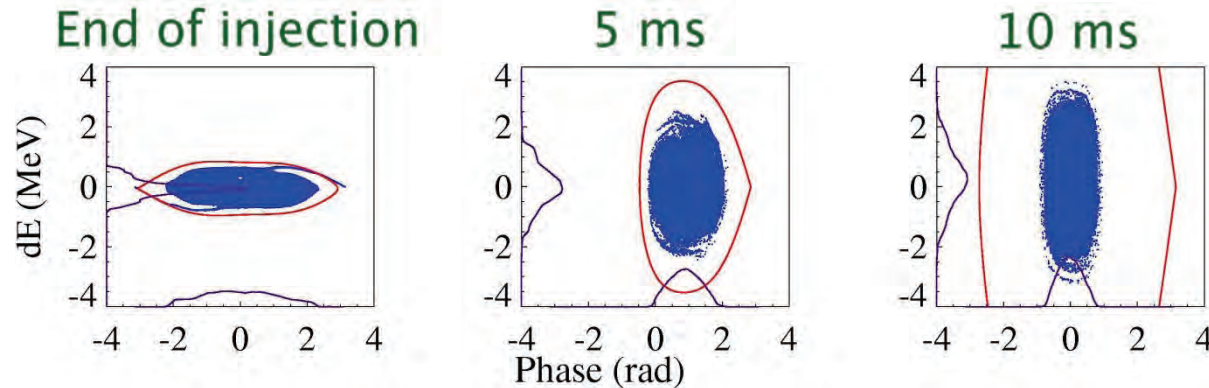 End of injection 5 ms 10 ms
4 4 4
2 2 2
dE (MeV) 0 0 0
-2 -2 -2
-4 -4 -4
-4 -2 0 2 4 -4 -2 0 2 4 -4 -2 0 2 4
Phase (rad)